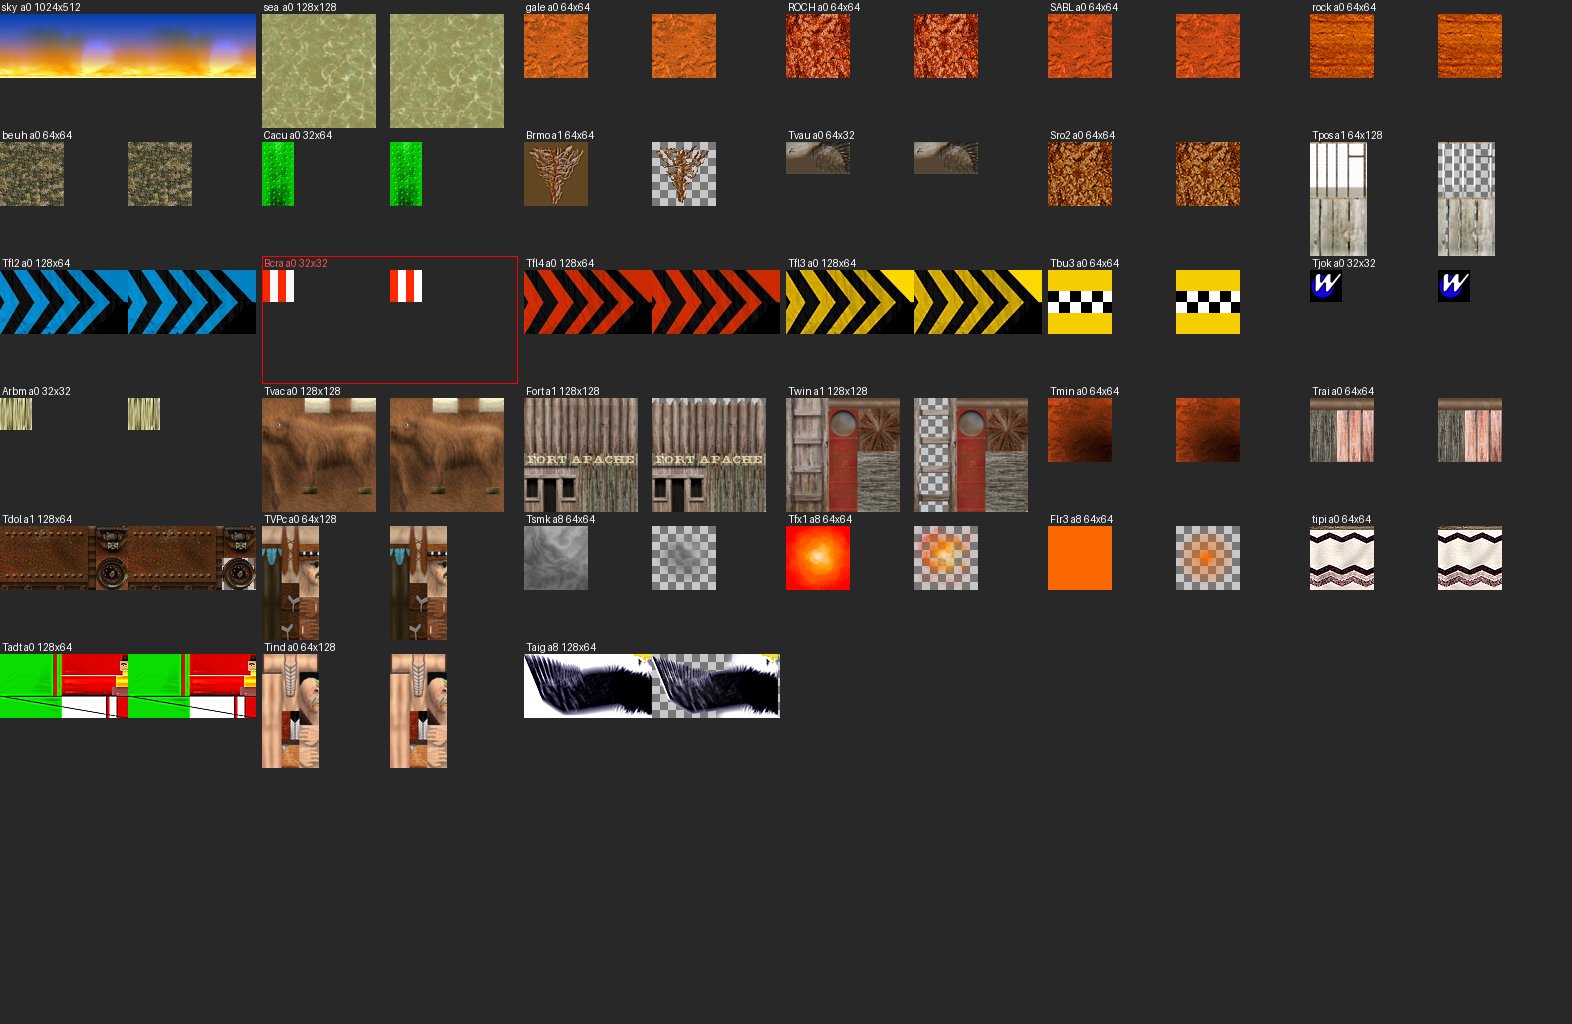 sky a0 1024x512
sea a0 128x128
gale a0 64x64
ROCH a0 64x64
SABL a0 64x64
rock a0 64x64
beuh a0 64x64
Cacu a0 32x64
Brmo a1 64x64
Tvau a0 64x32
Sro2 a0 64x64
Tpos a1 64x128
Tfl2 a0 128x64
Bcra a0 32x32
Tfl4 a0 128x64
Tfl3 a0 128x64
Tbu3 a0 64x64
Tjok a0 32x32
W W
Arbm a0 32x32
Tvac a0 128x128
Fort a1 128x128
Twin a1 128x128
Tmin a0 64x64
Trai a0 64x64
FORT APACHE FORT APACHE
Tdol a1 128x64
TVPc a0 64x128
Tsmk a8 64x64
Tfx1 a8 64x64
Flr3 a8 64x64
tipi a0 64x64
Tadt a0 128x64
Tind a0 64x128
Taig a8 128x64